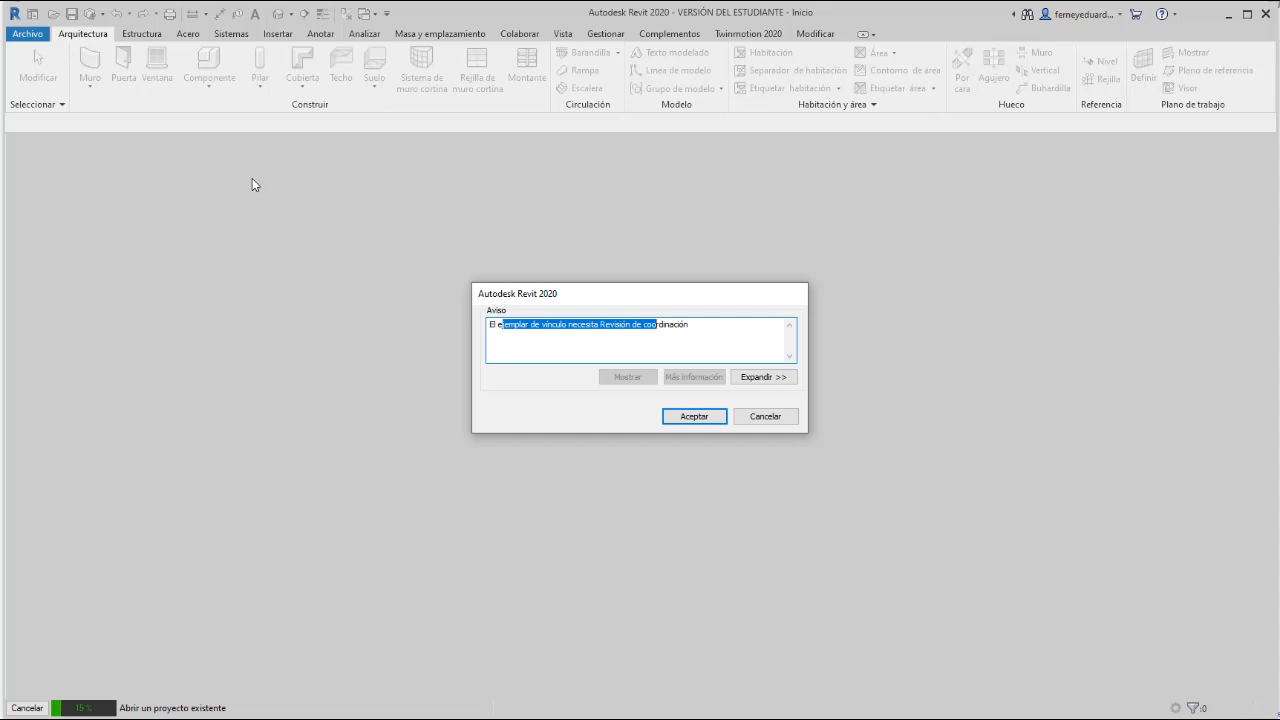 Autodesk Revit 2020 - VERSIÓN DEL ESTUDIANTE - Inicio
ferneyeduard...
Archivo Arquitectura Estructura Acero Sistemas Insertar Anotar Analizar Masa y emplazamiento Colaborar Vista Gestionar Complementos Twinmotion 2020 Modificar
Modificar
Muro
Puerta
Ventana
Componente
Pilar
Cubierta
Techo
Suelo
Sistema de
muro cortina
Rejilla de
muro cortina
Montante
Barandilla
Rampa
Escalera
Texto modelado
Línea de modelo
Grupo de modelo
Habitación
Separador de habitación
Etiquetar habitación
Área
Contorno de área
Etiquetar área
Por
cara
Agujero
Muro
Vertical
Buhardilla
Nivel
Rejilla
Definir
Mostrar
Plano de referencia
Visor
Seleccionar Construir Circulación Modelo Habitación y área Hueco Referencia Plano de trabajo
Autodesk Revit 2020
Aviso
El ejemplar de vínculo necesita Revisión de coordinación
Mostrar Más información Expandir >>
Aceptar Cancelar
Cancelar 15 % Abrir un proyecto existente :0